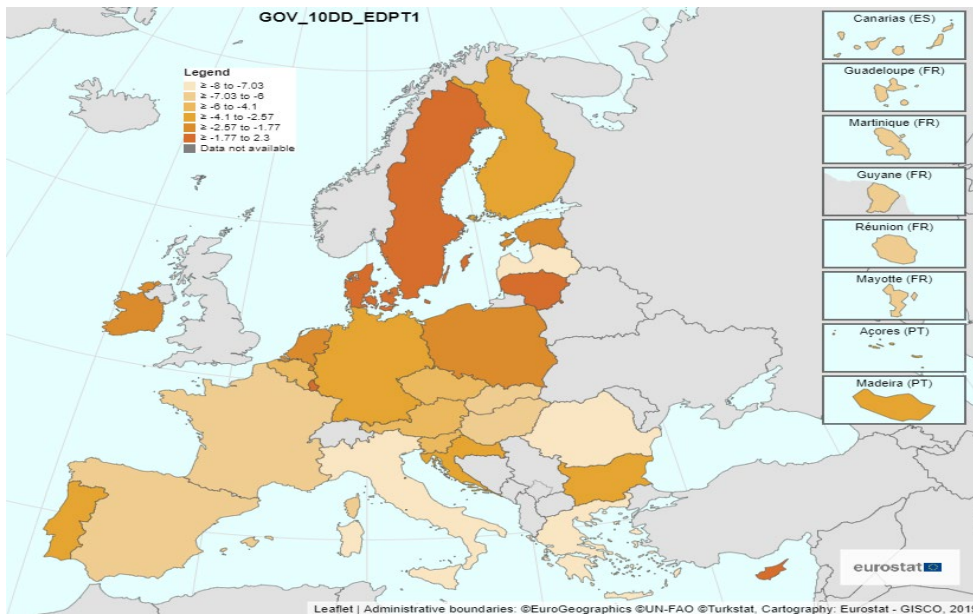 GOV_10DD_EDPT1
Legend
≥ -8 to -7.03
≥ -7.03 to -6
≥ -6 to -4.1
≥ -4.1 to -2.57
≥ -2.57 to -1.77
≥ -1.77 to 2.3
Data not available
Canarias (ES)
Guadeloupe (FR)
Martinique (FR)
Guyane (FR)
Réunion (FR)
Mayotte (FR)
Açores (PT)
Madeira (PT)
eurostat
Leaflet | Administrative boundaries: ©EuroGeographics ©UN-FAO ©Turkstat, Cartography: Eurostat - GISCO, 2019